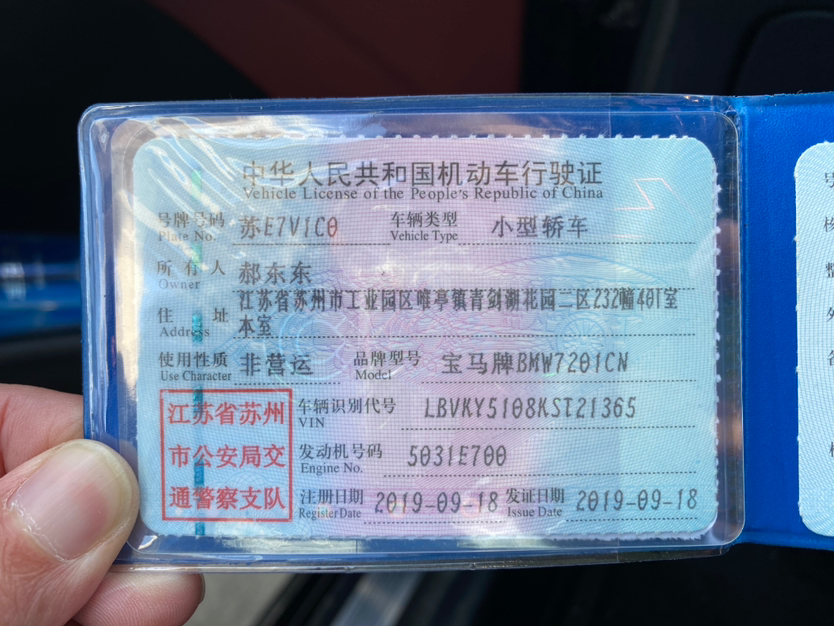 中华人民共和国机动车行驶证
Vehicle License of the People's Republic of China
号牌号码 苏E7V1C0 车辆类型 小型轿车
Plate No. Vehicle Type
所有人 郝东东
Owner
江苏省苏州市工业园区唯亭镇青剑湖花园二区232幢401室
住址 本室
Address
使用性质 非营运 品牌型号 宝马牌BMW7201CN
Use Character Model
江苏省苏州 车辆识别代号 LBVKY5108KST21365
VIN
市公安局交 发动机号码 5031E700
Engine No.
通警察支队 注册日期 2019-09-18 发证日期 2019-09-18
Register Date Issue Date